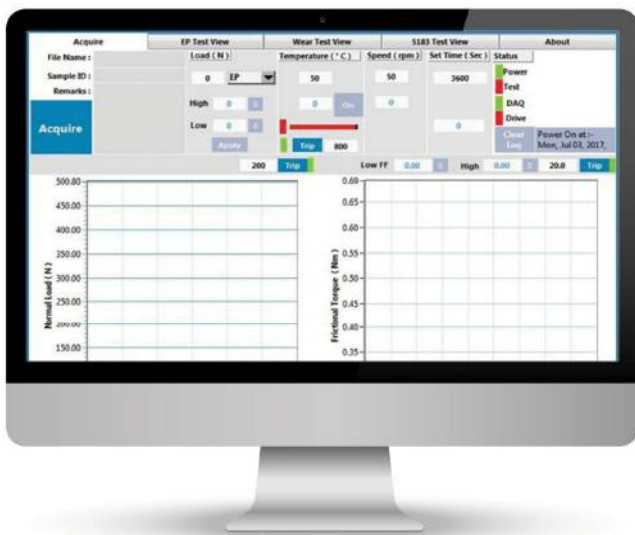 Acquire EP Test View Wear Test View 5183 Test View About
File Name : Load ( N ) Temperature ( ° C ) Speed ( rpm ) Set Time ( Sec ) Status
Sample ID : 0 EP 50 50 3600 Power
Remarks : Test
High 0 0 0 On 0 DAQ
Acquire Low 0 0 0 Drive
Apply Trip 800 Clear Log Power On at :- Mon, Jul 03, 2017,
200 Trip Low FF 0.00 0 High 0.00 0 20.0 Trip
Normal Load ( N )
500.80
450.00
400.00
350.00
300.00
250.00
200.00
150.00
Frictional Torque ( Nm )
0.69
0.65
0.60
0.55
0.50
0.45
0.40
0.35